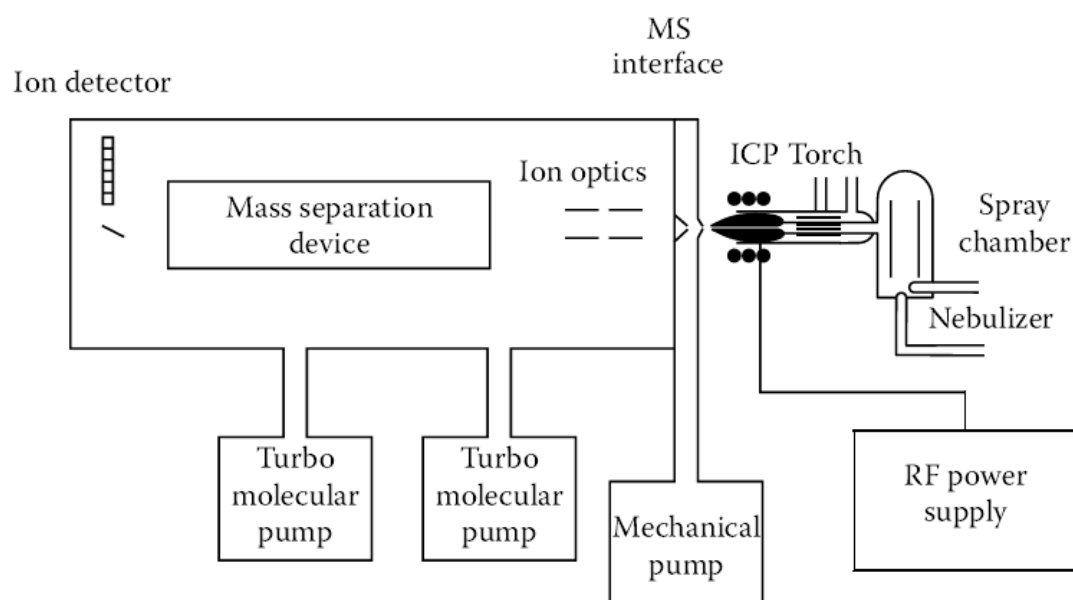 MS
interface
Ion detector
ICP Torch
Ion optics
Mass separation
device
Spray
chamber
Nebulizer
Turbo
molecular
pump
Turbo
molecular
pump
Mechanical
pump
RF power
supply